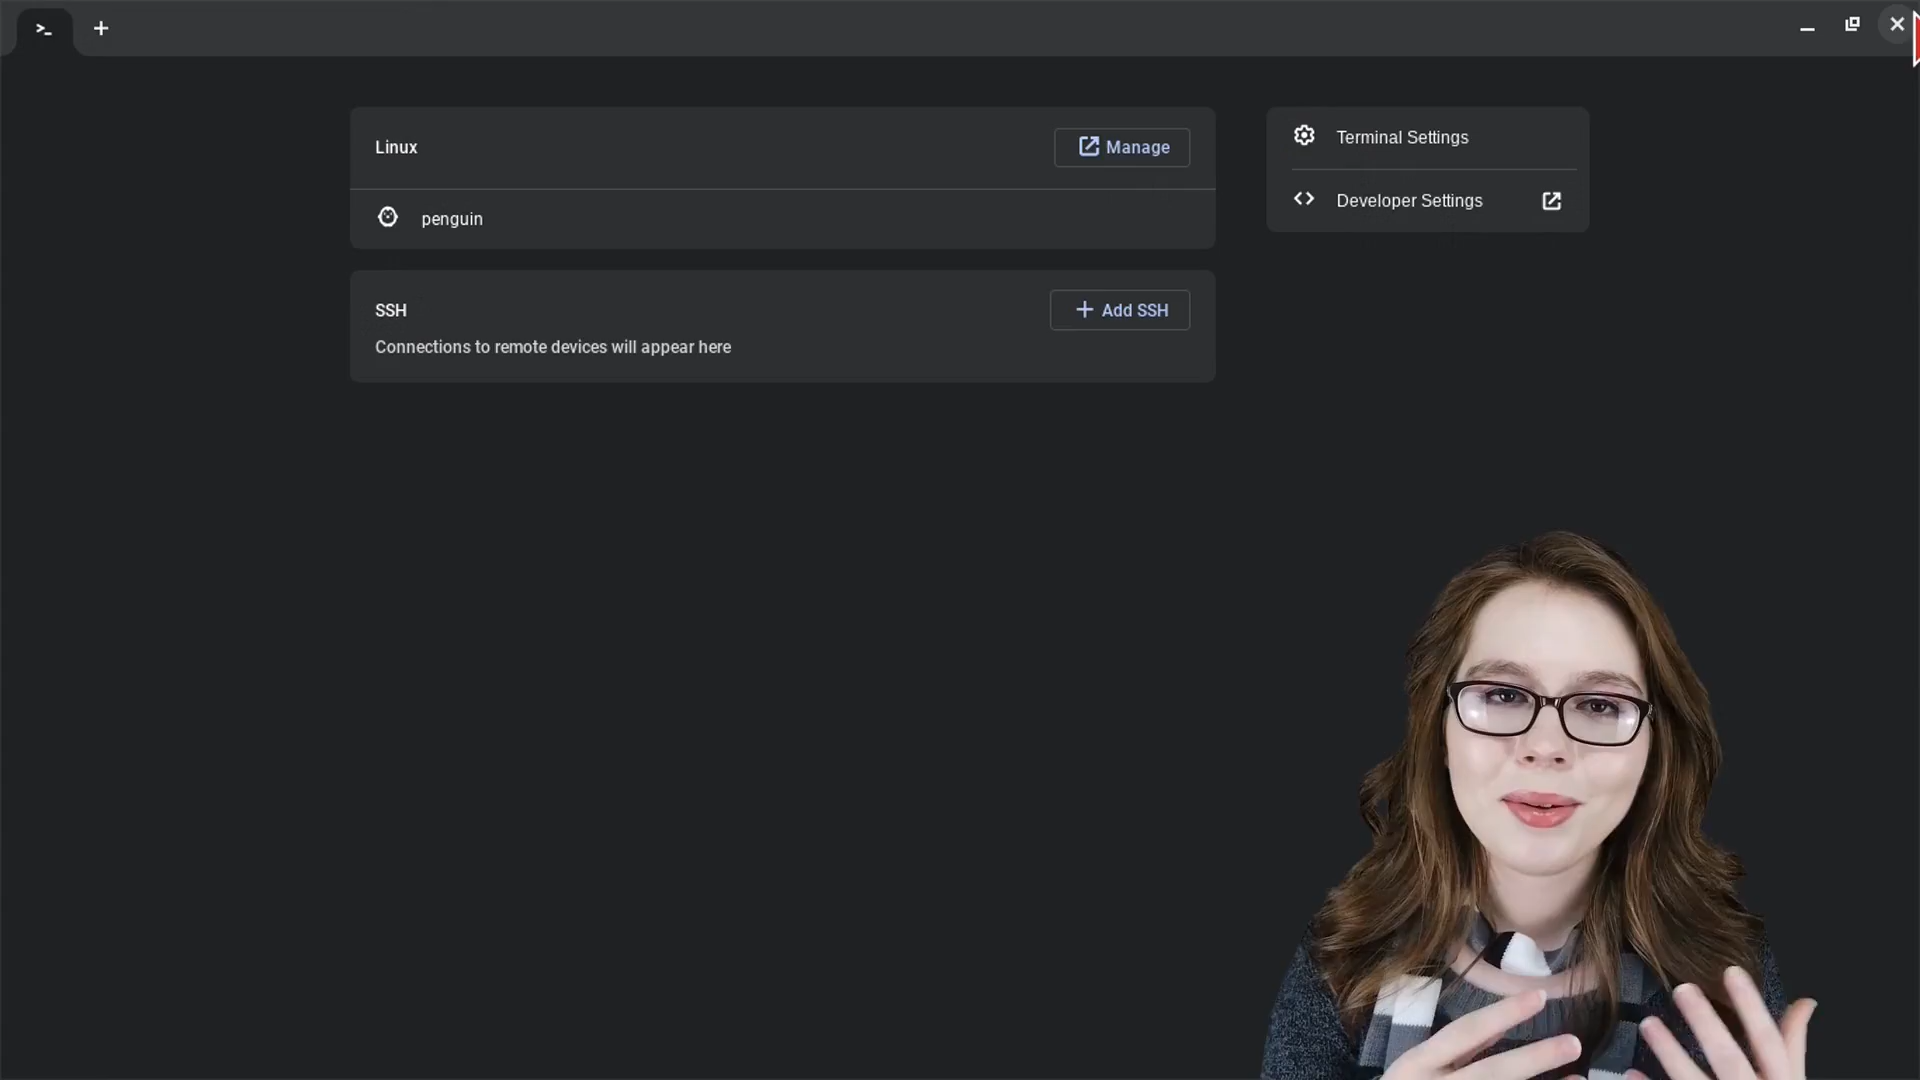 Linux
Manage
penguin
SSH
Add SSH
Connections to remote devices will appear here
Terminal Settings
Developer Settings